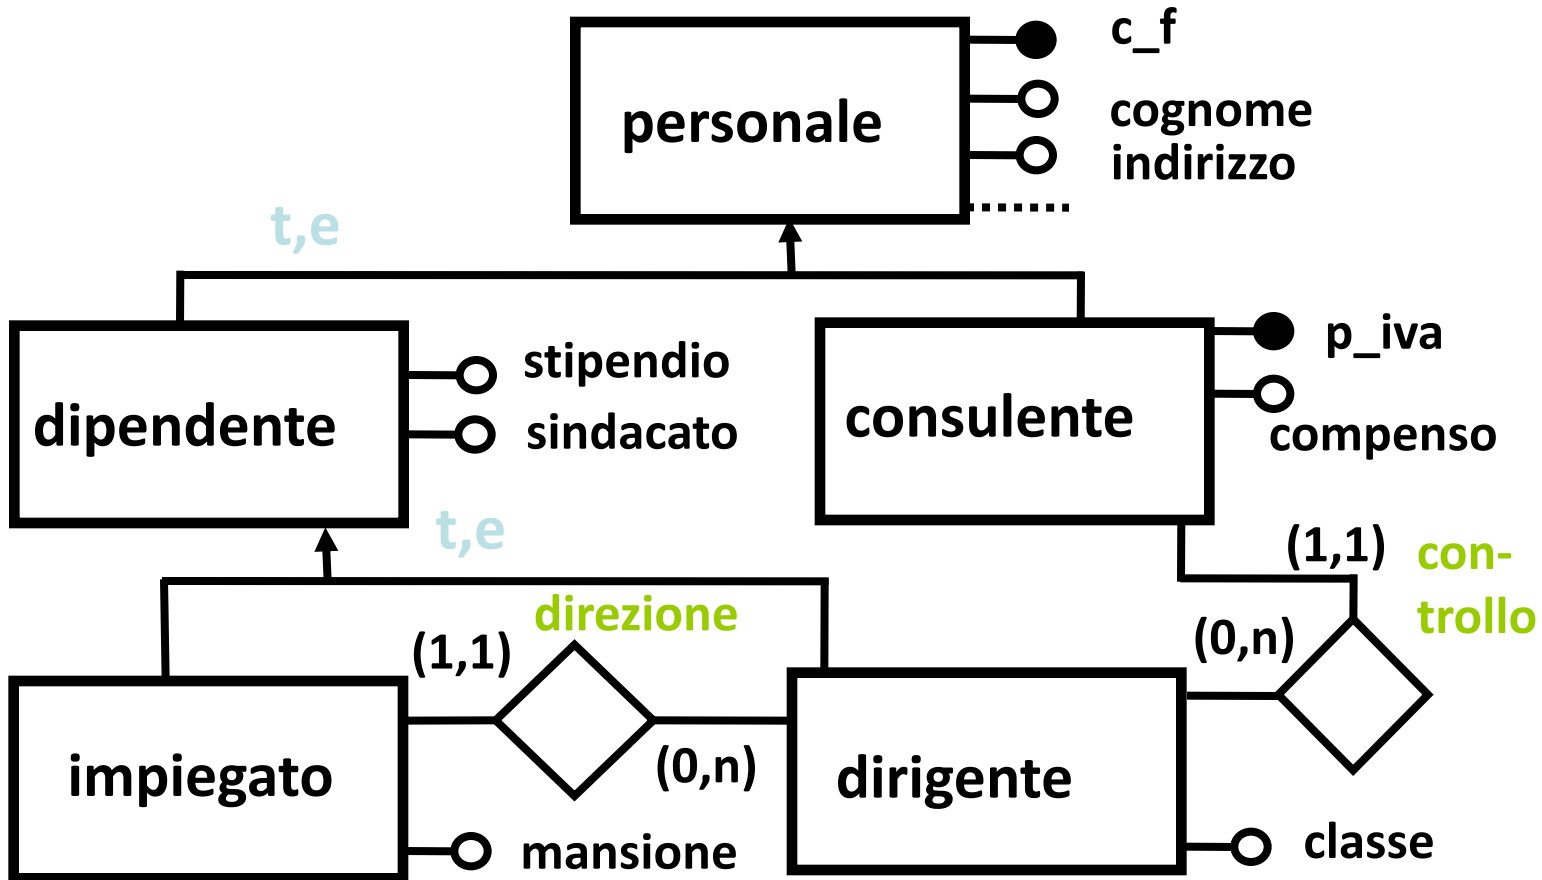 c_f
personale
cognome
indirizzo
t,e
stipendio
p_iva
dipendente
sindacato
consulente
compenso
t,e
(1,1)
con-
trollo
direzione
(1,1)
(0,n)
impiegato
(0,n)
dirigente
mansione
classe